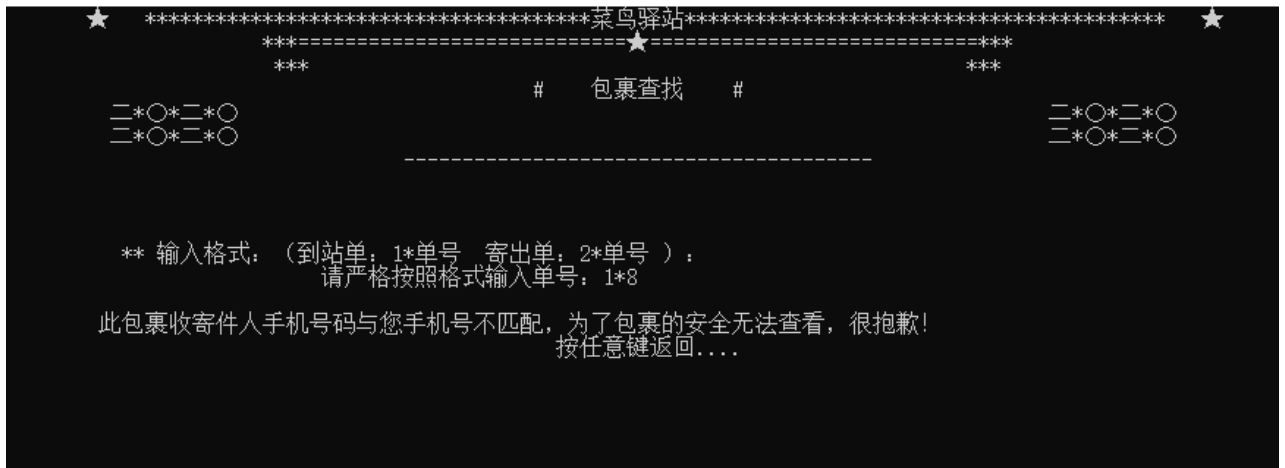 ★ **************************************菜鸟驿站***************************************** ★
***============================★============================***
*** ***
# 包裹查找 #
二*○*二*○ 二*○*二*○
二*○*二*○ 二*○*二*○
----------------------------------------
** 输入格式：（到站单：1*单号 寄出单：2*单号 ）：
请严格按照格式输入单号：1*8
此包裹收寄件人手机号码与您手机号不匹配，为了包裹的安全无法查看，很抱歉！
按任意键返回....